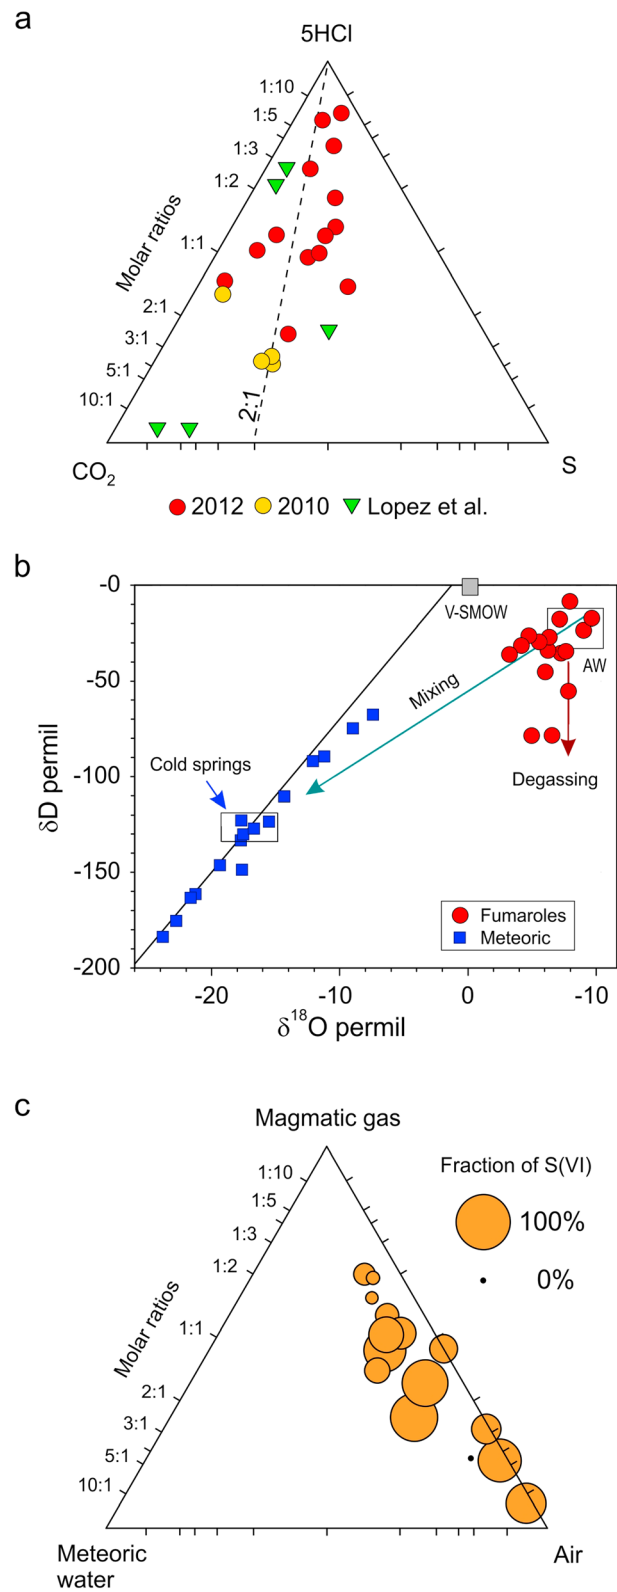 a
5HCl
1:10
1:5
1:3
1:2
1:1
2:1
3:1
5:1
10:1
Molar ratios
2:1
CO2
S
2012 2010 Lopez et al.
b
-0
-50
-100
-150
-200
δD permil
V-SMOW
AW
Mixing
Cold springs
Degassing
Fumaroles
Meteoric
-20 -10 0 -10
δ18O permil
c
Magmatic gas
Fraction of S(VI)
100%
0%
1:10
1:5
1:3
1:2
1:1
2:1
3:1
5:1
10:1
Molar ratios
Meteoric
water
Air